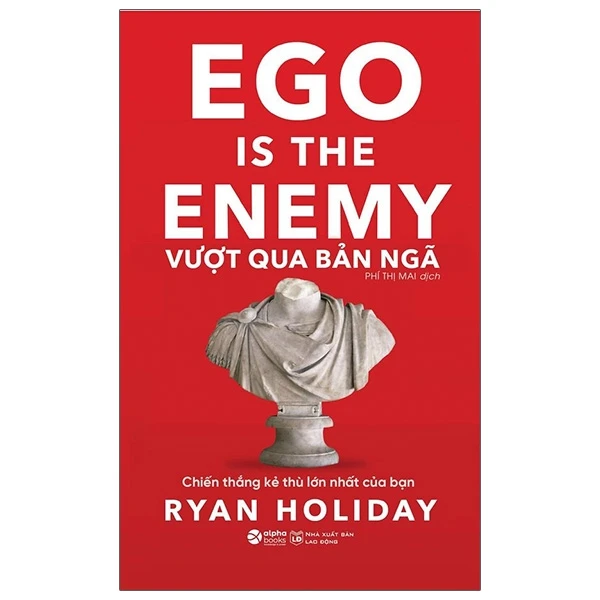 EGO
IS THE
ENEMY
VƯỢT QUA BẢN NGÃ
PHÍ THỊ MAI dịch
Chiến thắng kẻ thù lớn nhất của bạn
RYAN HOLIDAY
alpha books
LĐ NHÀ XUẤT BẢN
LAO ĐỘNG